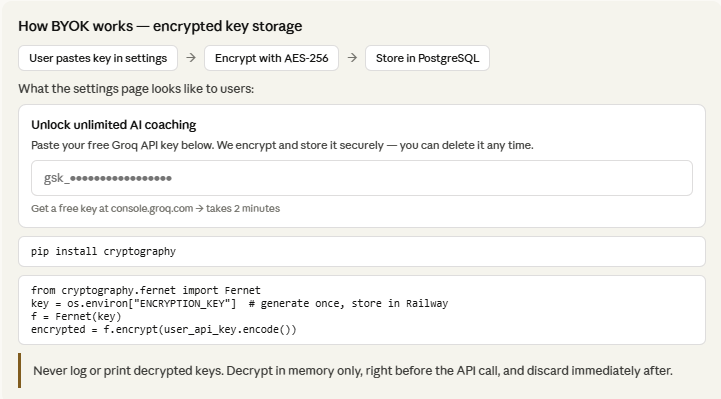 How BYOK works — encrypted key storage
User pastes key in settings → Encrypt with AES-256 → Store in PostgreSQL
What the settings page looks like to users:
Unlock unlimited AI coaching
Paste your free Groq API key below. We encrypt and store it securely — you can delete it any time.
gsk_•••••••••••••••••
Get a free key at console.groq.com → takes 2 minutes
pip install cryptography
from cryptography.fernet import Fernet
key = os.environ["ENCRYPTION_KEY"]  # generate once, store in Railway
f = Fernet(key)
encrypted = f.encrypt(user_api_key.encode())
Never log or print decrypted keys. Decrypt in memory only, right before the API call, and discard immediately after.